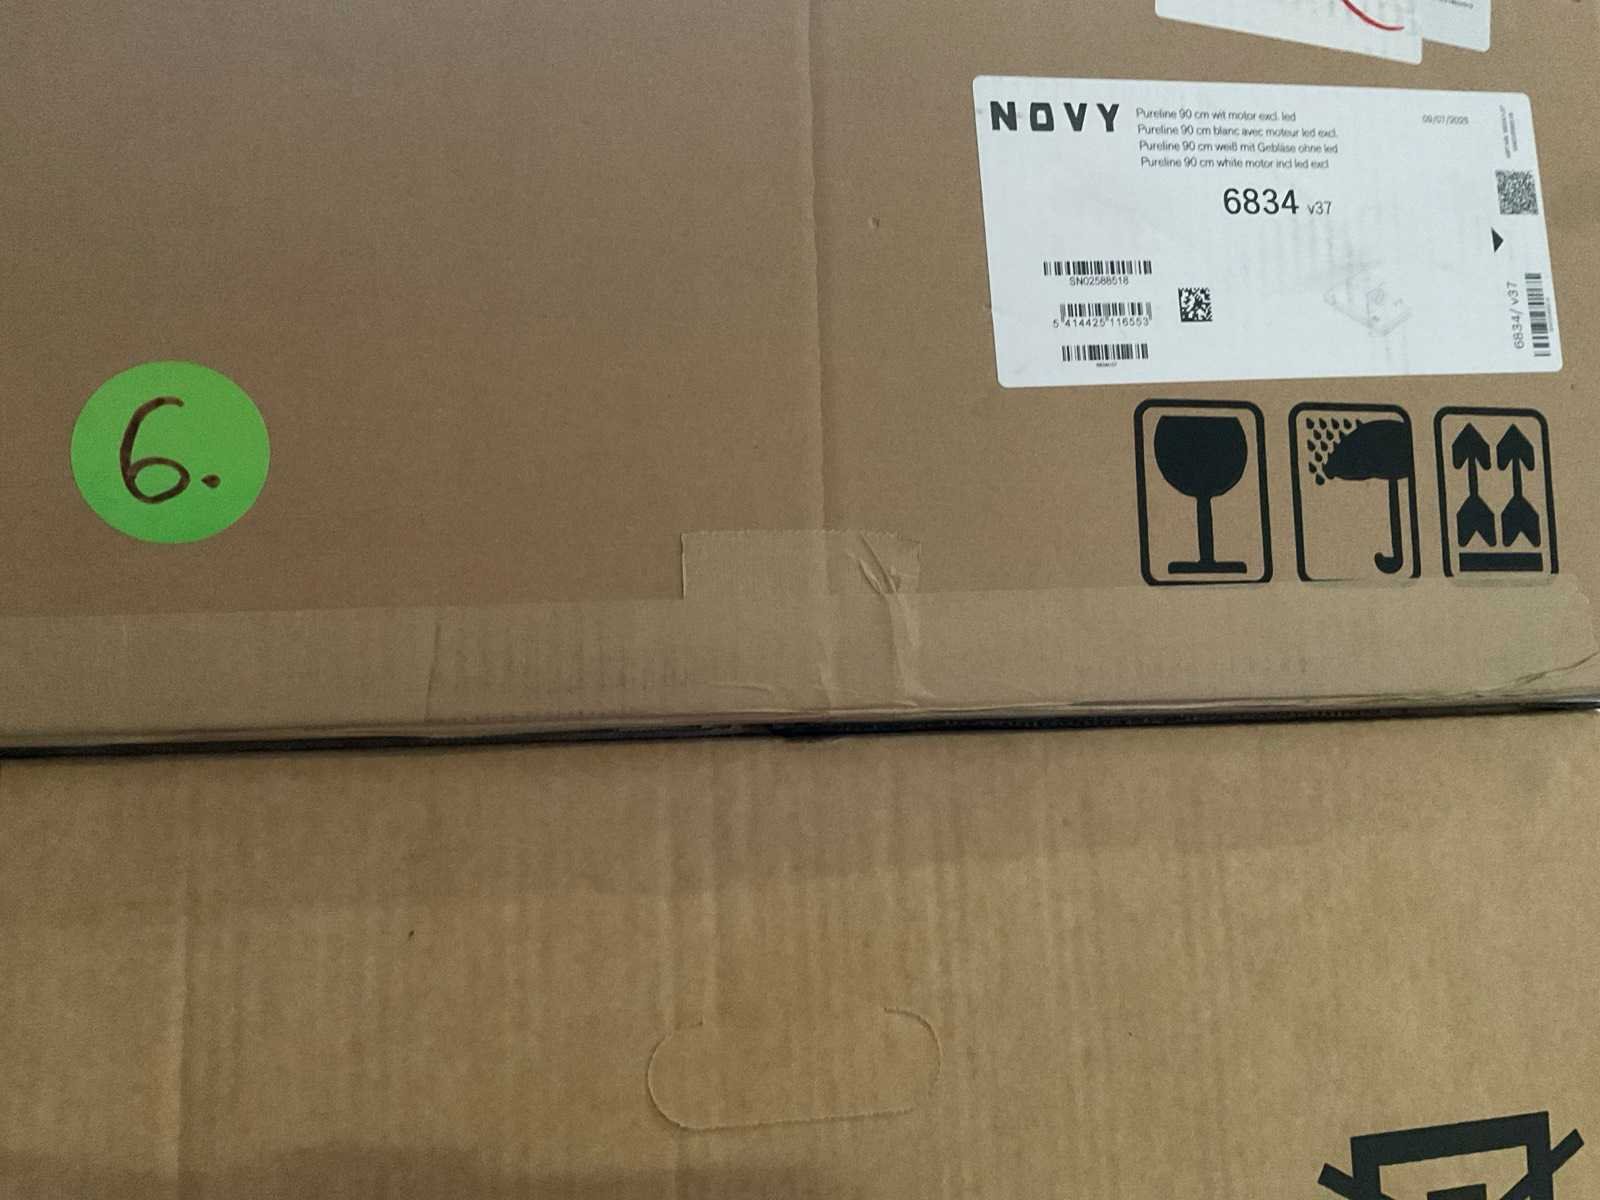 NOVY
Pureline 90 cm wit motor excl. led
Pureline 90 cm blanc avec moteur led excl.
Pureline 90 cm weiß mit Gebläse ohne led
Pureline 90 cm white motor incl led excl
6834 v37
SN02588518
5 414425 116553
6834/ v37
6.